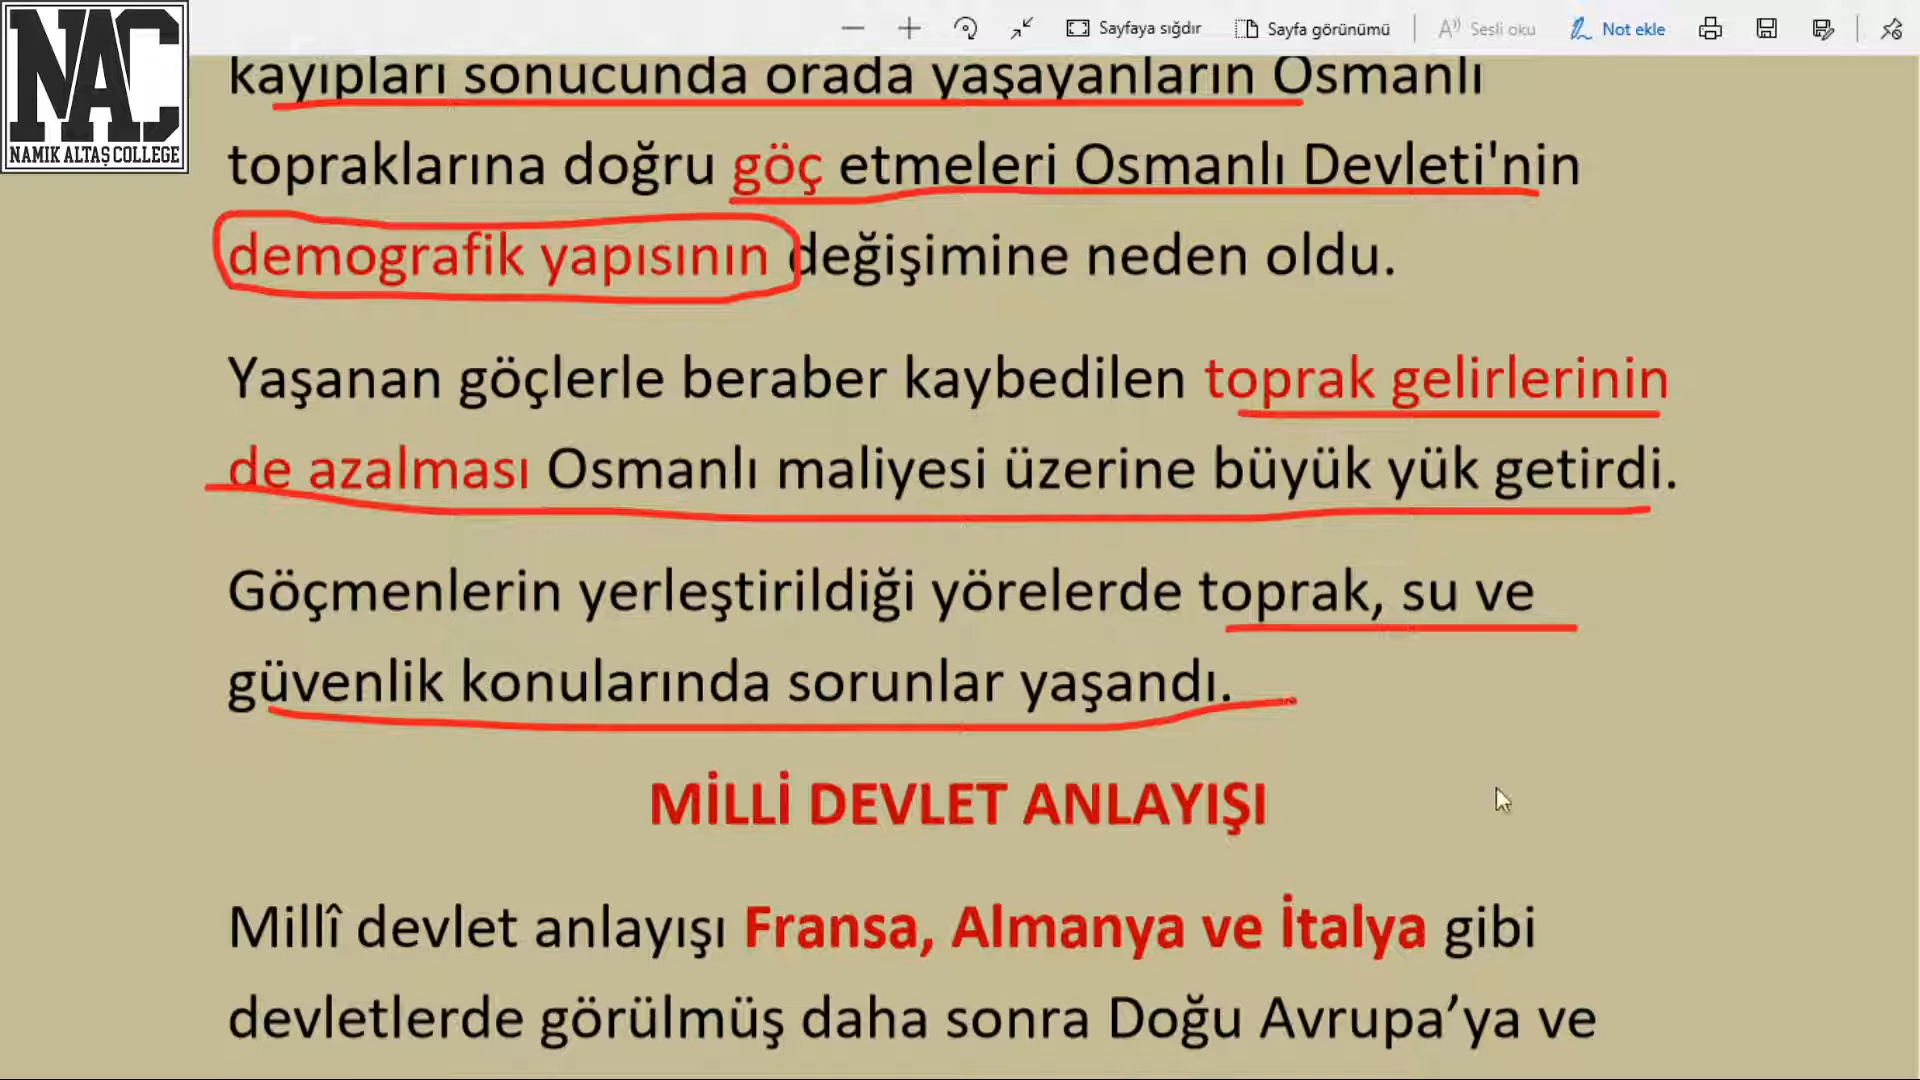 NAC
NAMIK ALTAŞ COLLEGE
Sayfaya sığdır
Sayfa görünümü
Sesli oku
Not ekle
kayıpları sonucunda orada yaşayanların Osmanlı
topraklarına doğru göç etmeleri Osmanlı Devleti'nin
demografik yapısının değişimine neden oldu.
Yaşanan göçlerle beraber kaybedilen toprak gelirlerinin
de azalması Osmanlı maliyesi üzerine büyük yük getirdi.
Göçmenlerin yerleştirildiği yörelerde toprak, su ve
güvenlik konularında sorunlar yaşandı.
MİLLİ DEVLET ANLAYIŞI
Millî devlet anlayışı Fransa, Almanya ve İtalya gibi
devletlerde görülmüş daha sonra Doğu Avrupa’ya ve